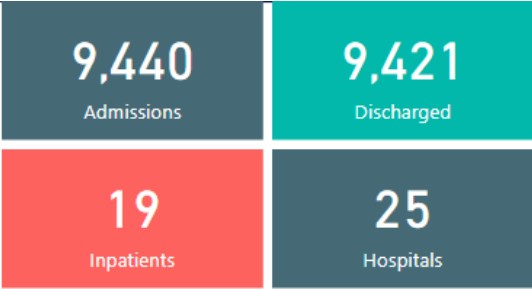 9,440
Admissions
9,421
Discharged
19
Inpatients
25
Hospitals